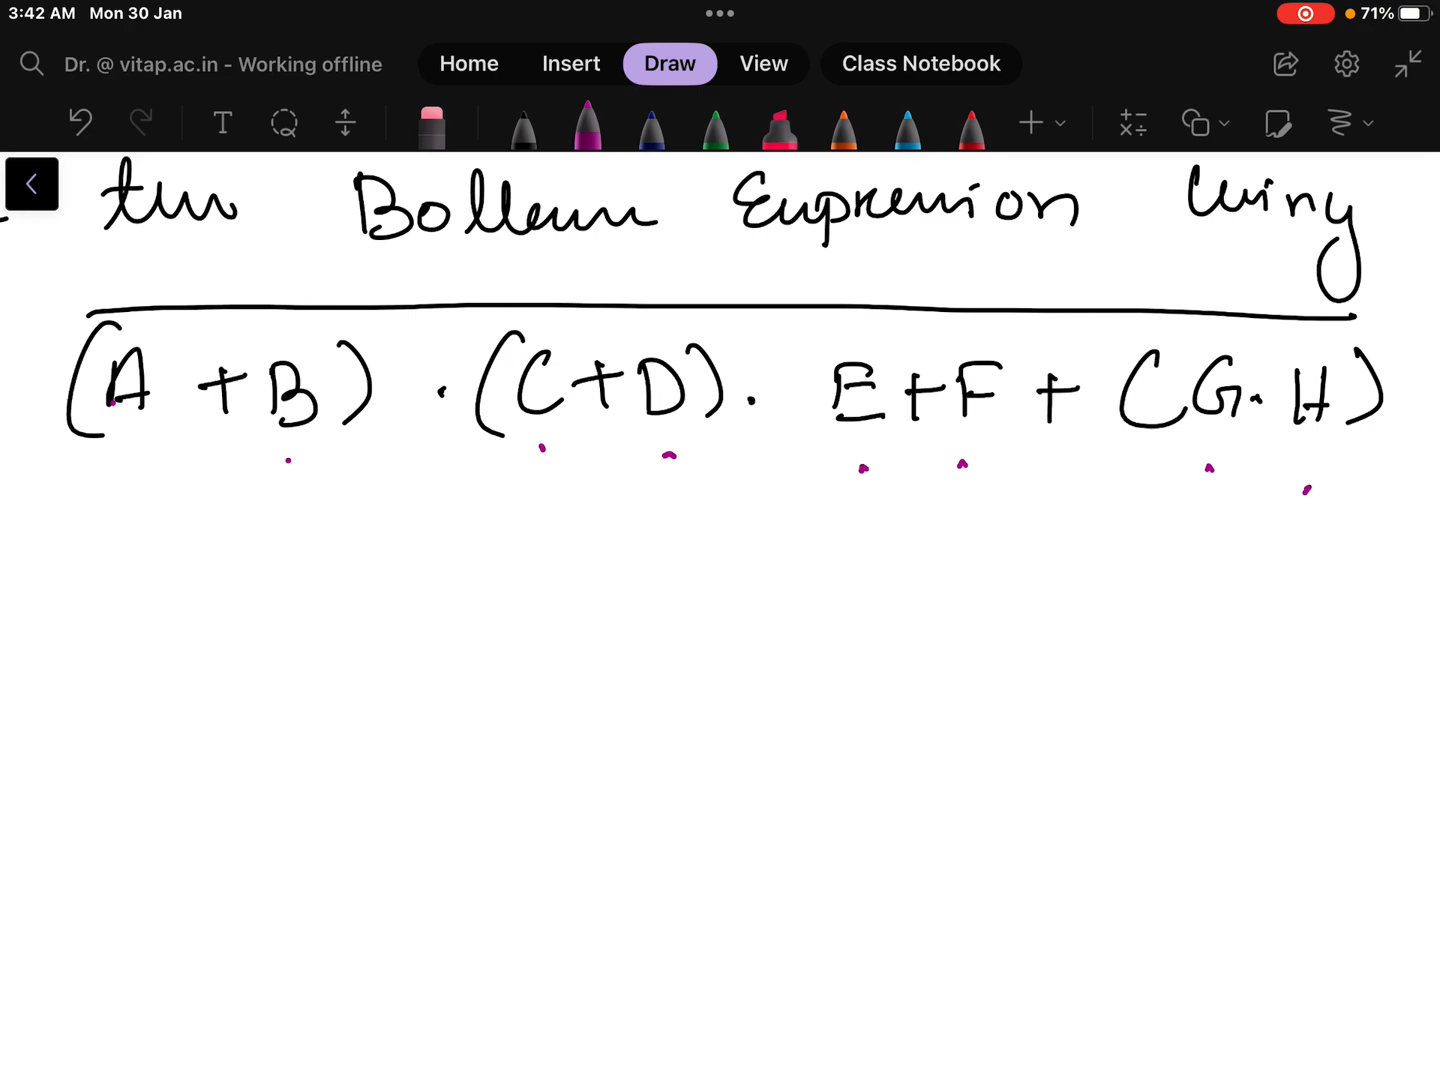 3:42 AM Mon 30 Jan 71%
Dr. @ vitap.ac.in - Working offline Home Insert Draw View Class Notebook
T
the Bollean Expression Using
(A + B) . (C + D) . E + F + (G . H)